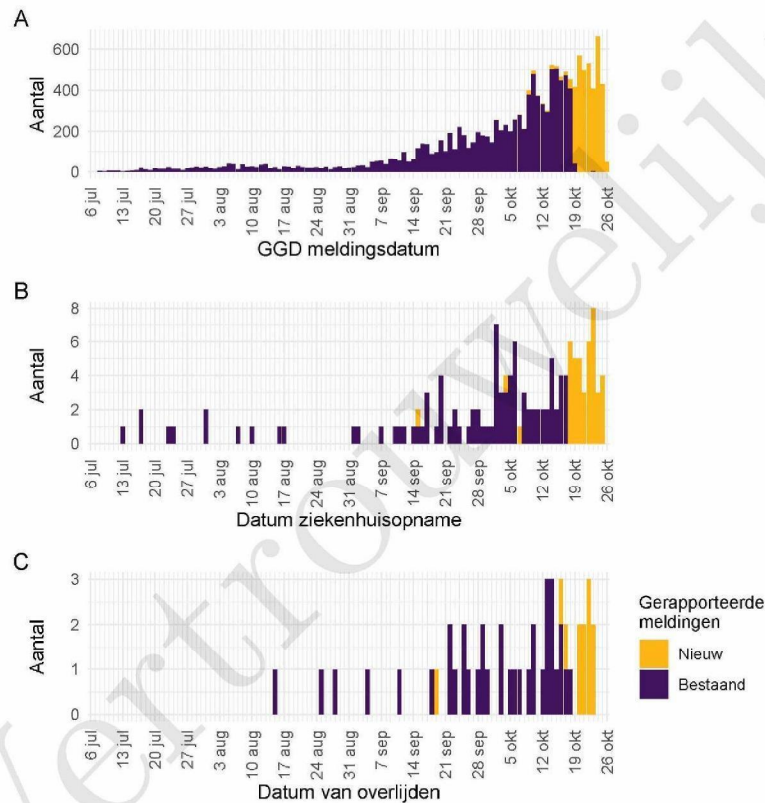 A
Aantal
600
400
200
0
6 jul
13 jul
20 jul
27 jul
3 aug
10 aug
17 aug
24 aug
31 aug
7 sep
14 sep
21 sep
28 sep
5 okt
12 okt
19 okt
26 okt
GGD meldingsdatum
B
Aantal
8
6
4
2
0
6 jul
13 jul
20 jul
27 jul
3 aug
10 aug
17 aug
24 aug
31 aug
7 sep
14 sep
21 sep
28 sep
5 okt
12 okt
19 okt
26 okt
Datum ziekenhuisopname
C
Aantal
3
2
1
0
6 jul
13 jul
20 jul
27 jul
3 aug
10 aug
17 aug
24 aug
31 aug
7 sep
14 sep
21 sep
28 sep
5 okt
12 okt
19 okt
26 okt
Datum van overlijden
Gerapporteerde
meldingen
Nieuw
Bestaand
Vertrouwelijk